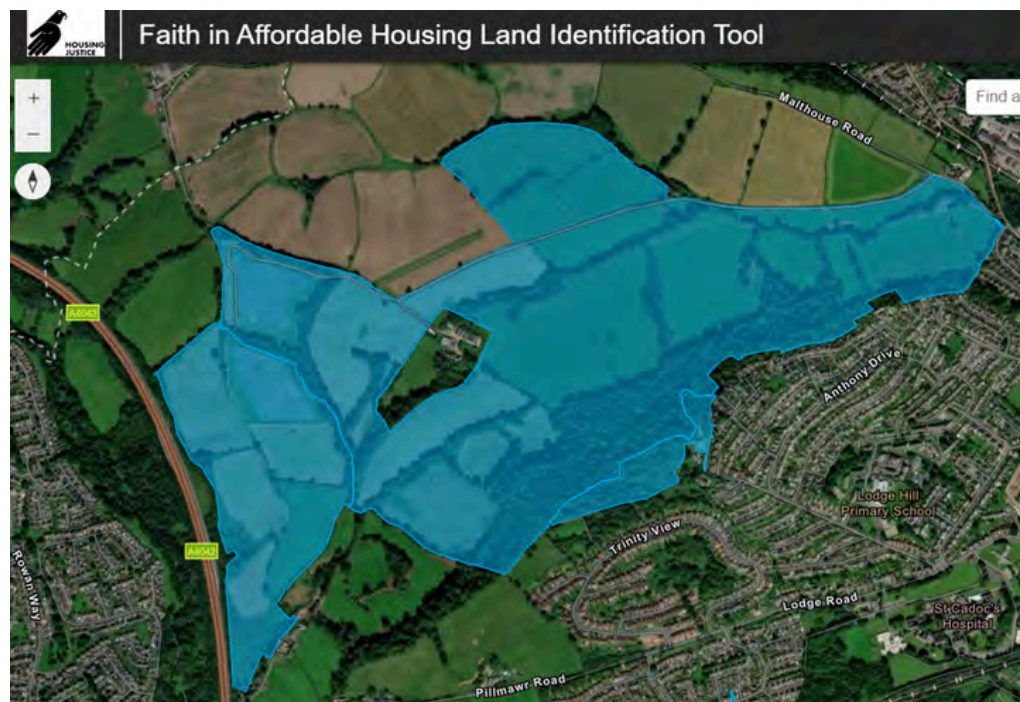 HOUSING
JUSTICE
Faith in Affordable Housing Land Identification Tool
+
−
Find a
Malthouse Road
A4042
Anthony Drive
Lodge Hill
Primary School
A4042
Trinity View
Rowan Way
Lodge Road
St Cadoc's
Hospital
Pillmawr Road